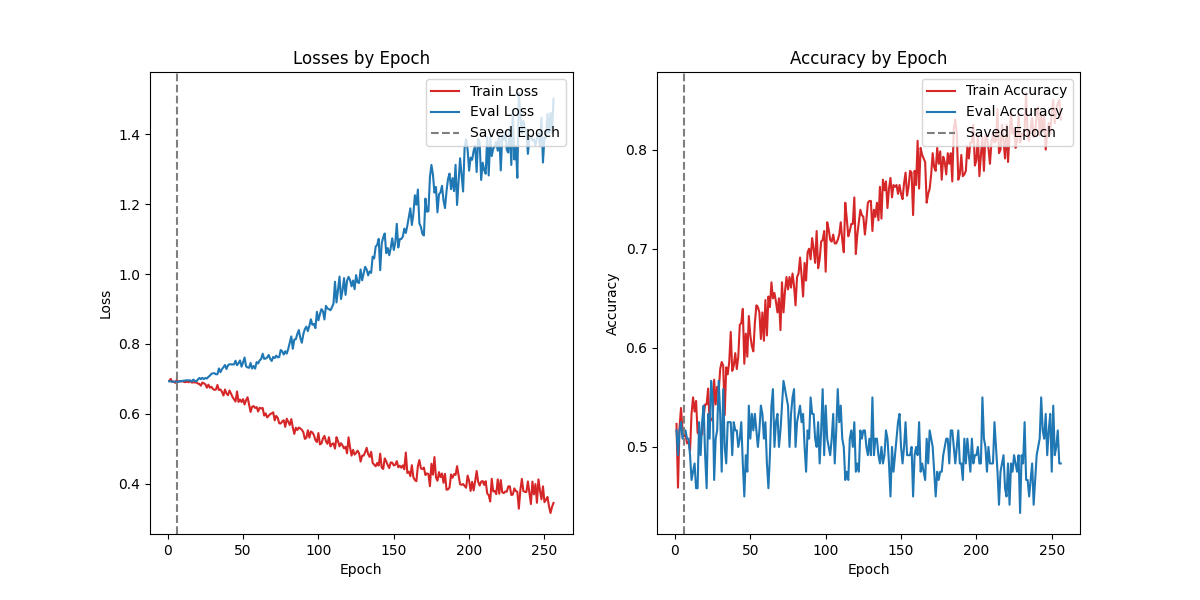 Losses by Epoch
Train Loss
Eval Loss
Saved Epoch
1.4
1.2
1.0
0.8
0.6
0.4
Loss
0 50 100 150 200 250
Epoch
Accuracy by Epoch
Train Accuracy
Eval Accuracy
Saved Epoch
0.8
0.7
0.6
0.5
Accuracy
0 50 100 150 200 250
Epoch